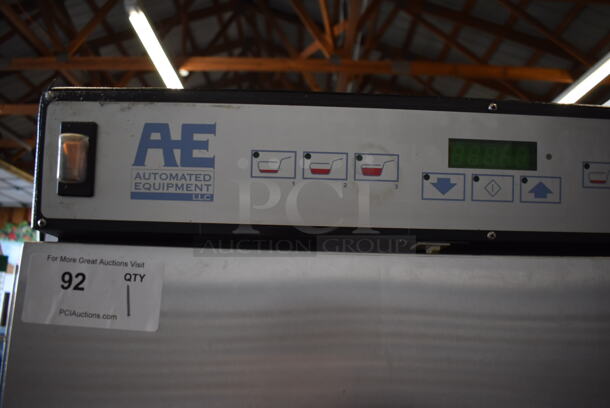 AE
AUTOMATED
EQUIPMENT
LLC
1 2 3
PCI
AUCTION GROUP
For More Great Auctions Visit
92 QTY 1
PCIAuctions.com